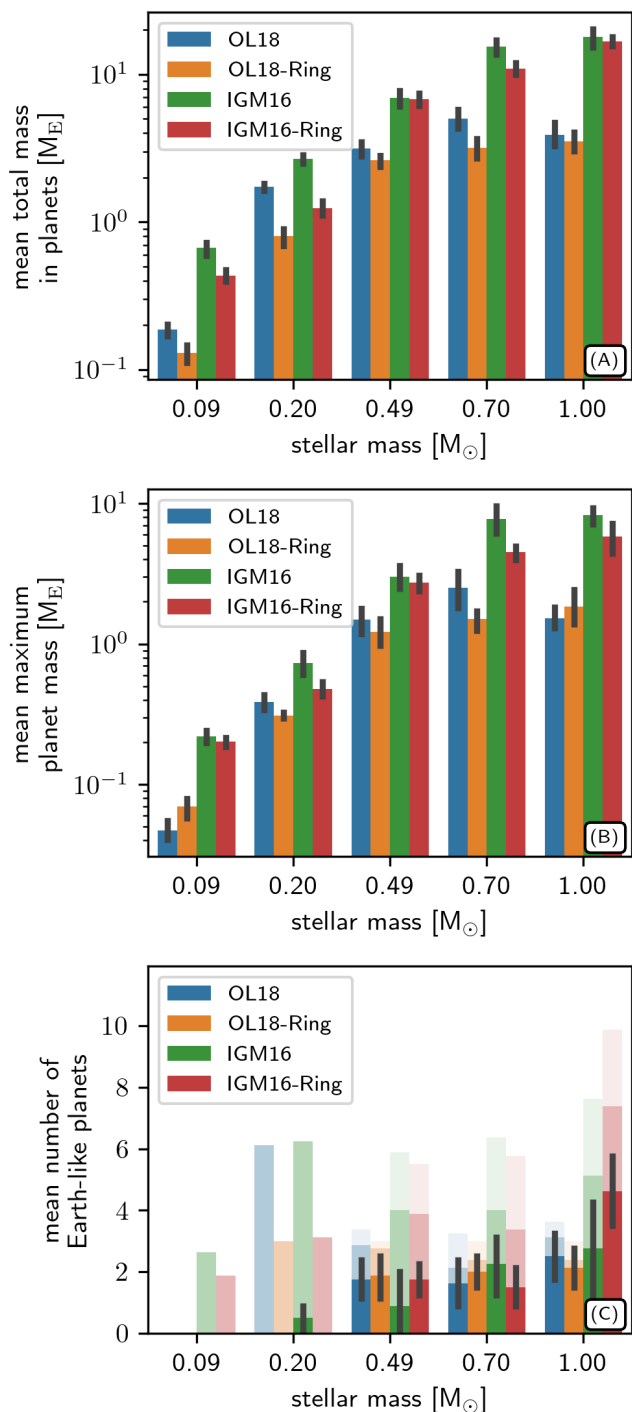 mean total mass
in planets [M_E]
10^1
10^0
10^-1
OL18
OL18-Ring
IGM16
IGM16-Ring
(A)
0.09 0.20 0.49 0.70 1.00
stellar mass [M_⊙]
mean maximum
planet mass [M_E]
10^1
10^0
10^-1
OL18
OL18-Ring
IGM16
IGM16-Ring
(B)
0.09 0.20 0.49 0.70 1.00
stellar mass [M_⊙]
mean number of
Earth-like planets
10
8
6
4
2
0
OL18
OL18-Ring
IGM16
IGM16-Ring
(C)
0.09 0.20 0.49 0.70 1.00
stellar mass [M_⊙]